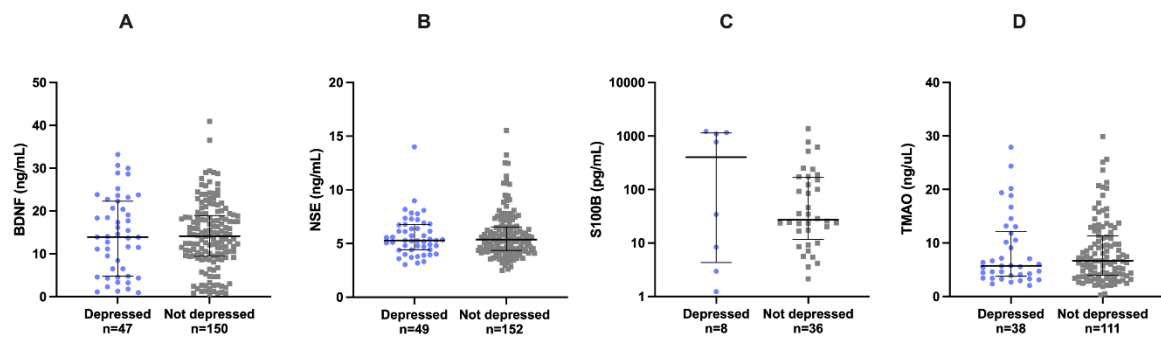 A
B
C
D
BDNF (ng/mL)
50
40
30
20
10
0
Depressed
n=47
Not depressed
n=150
NSE (ng/mL)
20
15
10
5
0
Depressed
n=49
Not depressed
n=152
S100B (pg/mL)
10000
1000
100
10
1
Depressed
n=8
Not depressed
n=36
TMAO (ng/uL)
40
30
20
10
0
Depressed
n=38
Not depressed
n=111